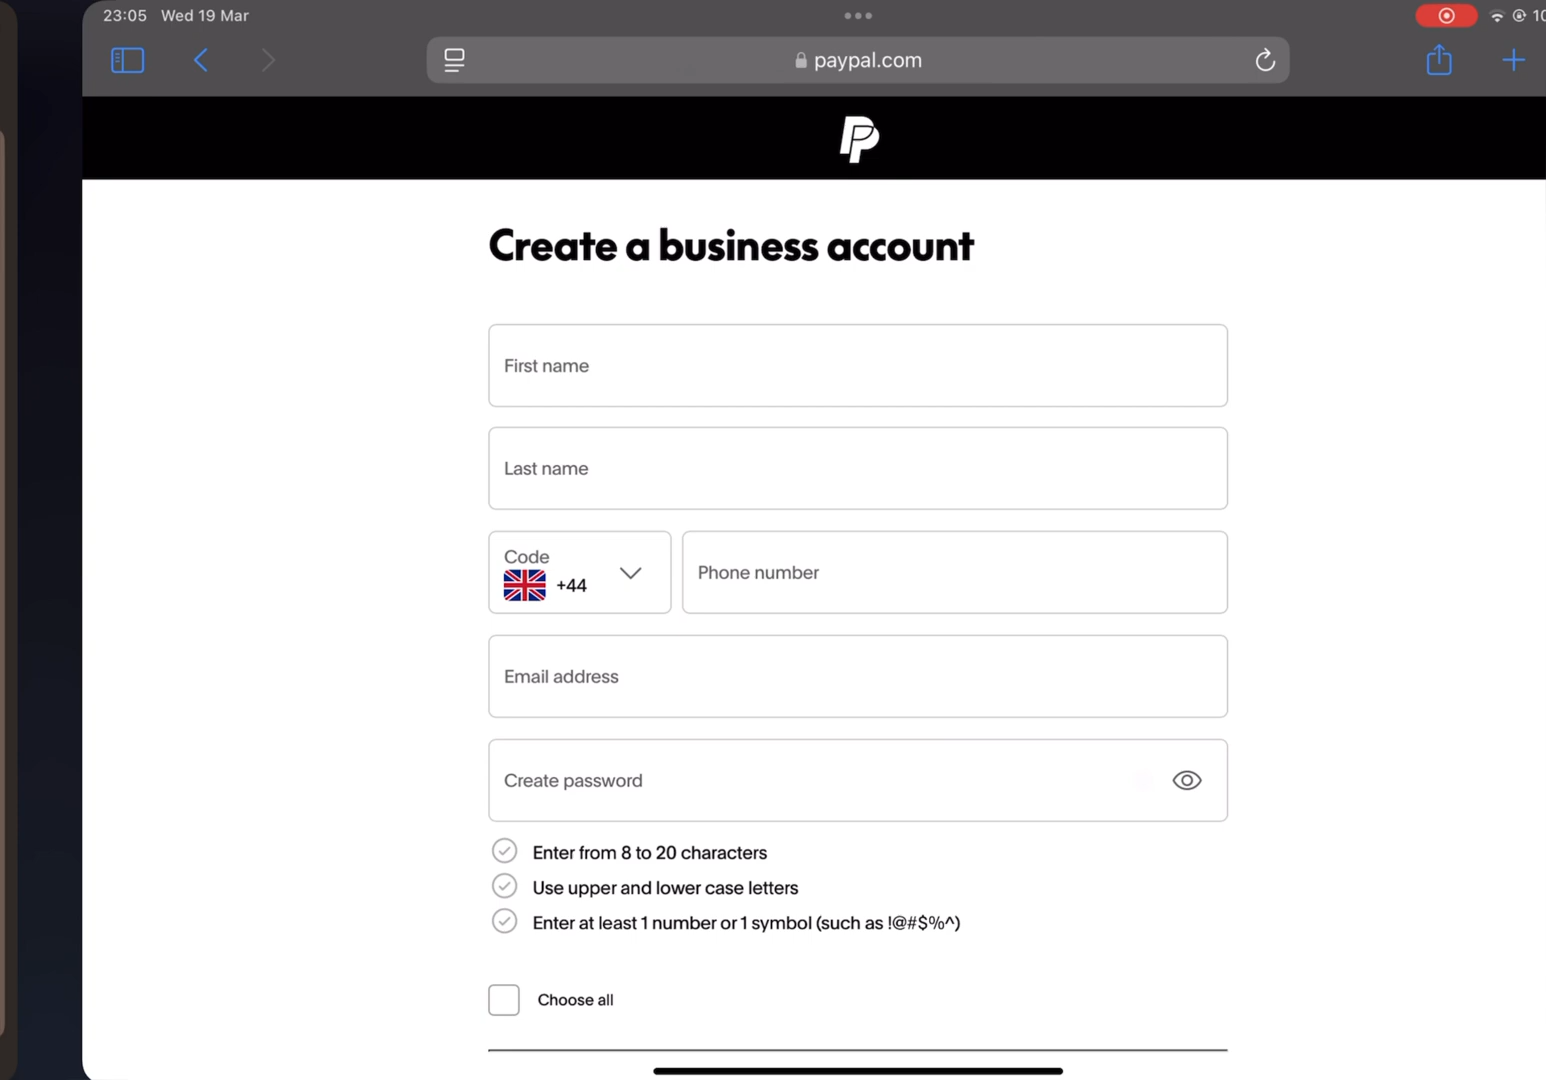 23:05 Wed 19 Mar
paypal.com
Create a business account
First name
Last name
Code
+44
Phone number
Email address
Create password
Enter from 8 to 20 characters
Use upper and lower case letters
Enter at least 1 number or 1 symbol (such as !@#$%^)
Choose all